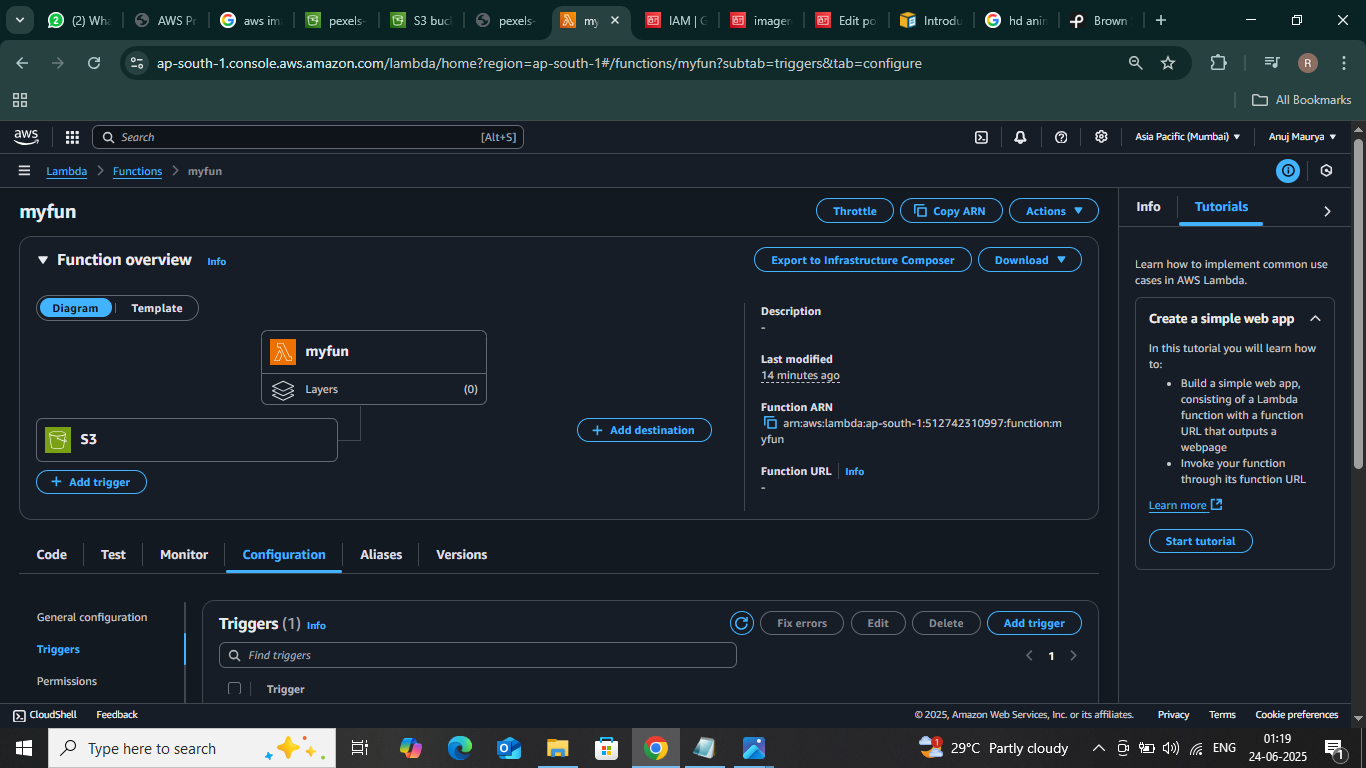 2 (2) Wha
AWS Pr
aws im
pexels-
S3 buc
pexels-
my
IAM | G
image
Edit po
Introdu
hd anin
Brown
ap-south-1.console.aws.amazon.com/lambda/home?region=ap-south-1#/functions/myfun?subtab=triggers&tab=configure
R
All Bookmarks
aws
Search [Alt+S]
Asia Pacific (Mumbai)
Anuj Maurya
Lambda > Functions > myfun
myfun
Throttle
Copy ARN
Actions
Function overview Info
Export to Infrastructure Composer
Download
Diagram
Template
myfun
Layers (0)
S3
Add trigger
Add destination
Description
-
Last modified
14 minutes ago
Function ARN
arn:aws:lambda:ap-south-1:512742310997:function:m
yfun
Function URL Info
-
Code
Test
Monitor
Configuration
Aliases
Versions
General configuration
Triggers
Permissions
Triggers (1) Info
Fix errors
Edit
Delete
Add trigger
Find triggers
1
Trigger
Info
Tutorials
Learn how to implement common use
cases in AWS Lambda.
Create a simple web app
In this tutorial you will learn how
to:
• Build a simple web app,
consisting of a Lambda
function with a function
URL that outputs a
webpage
• Invoke your function
through its function URL
Learn more
Start tutorial
CloudShell
Feedback
© 2025, Amazon Web Services, Inc. or its affiliates.
Privacy
Terms
Cookie preferences
Type here to search
29°C Partly cloudy
ENG
01:19
24-06-2025
1